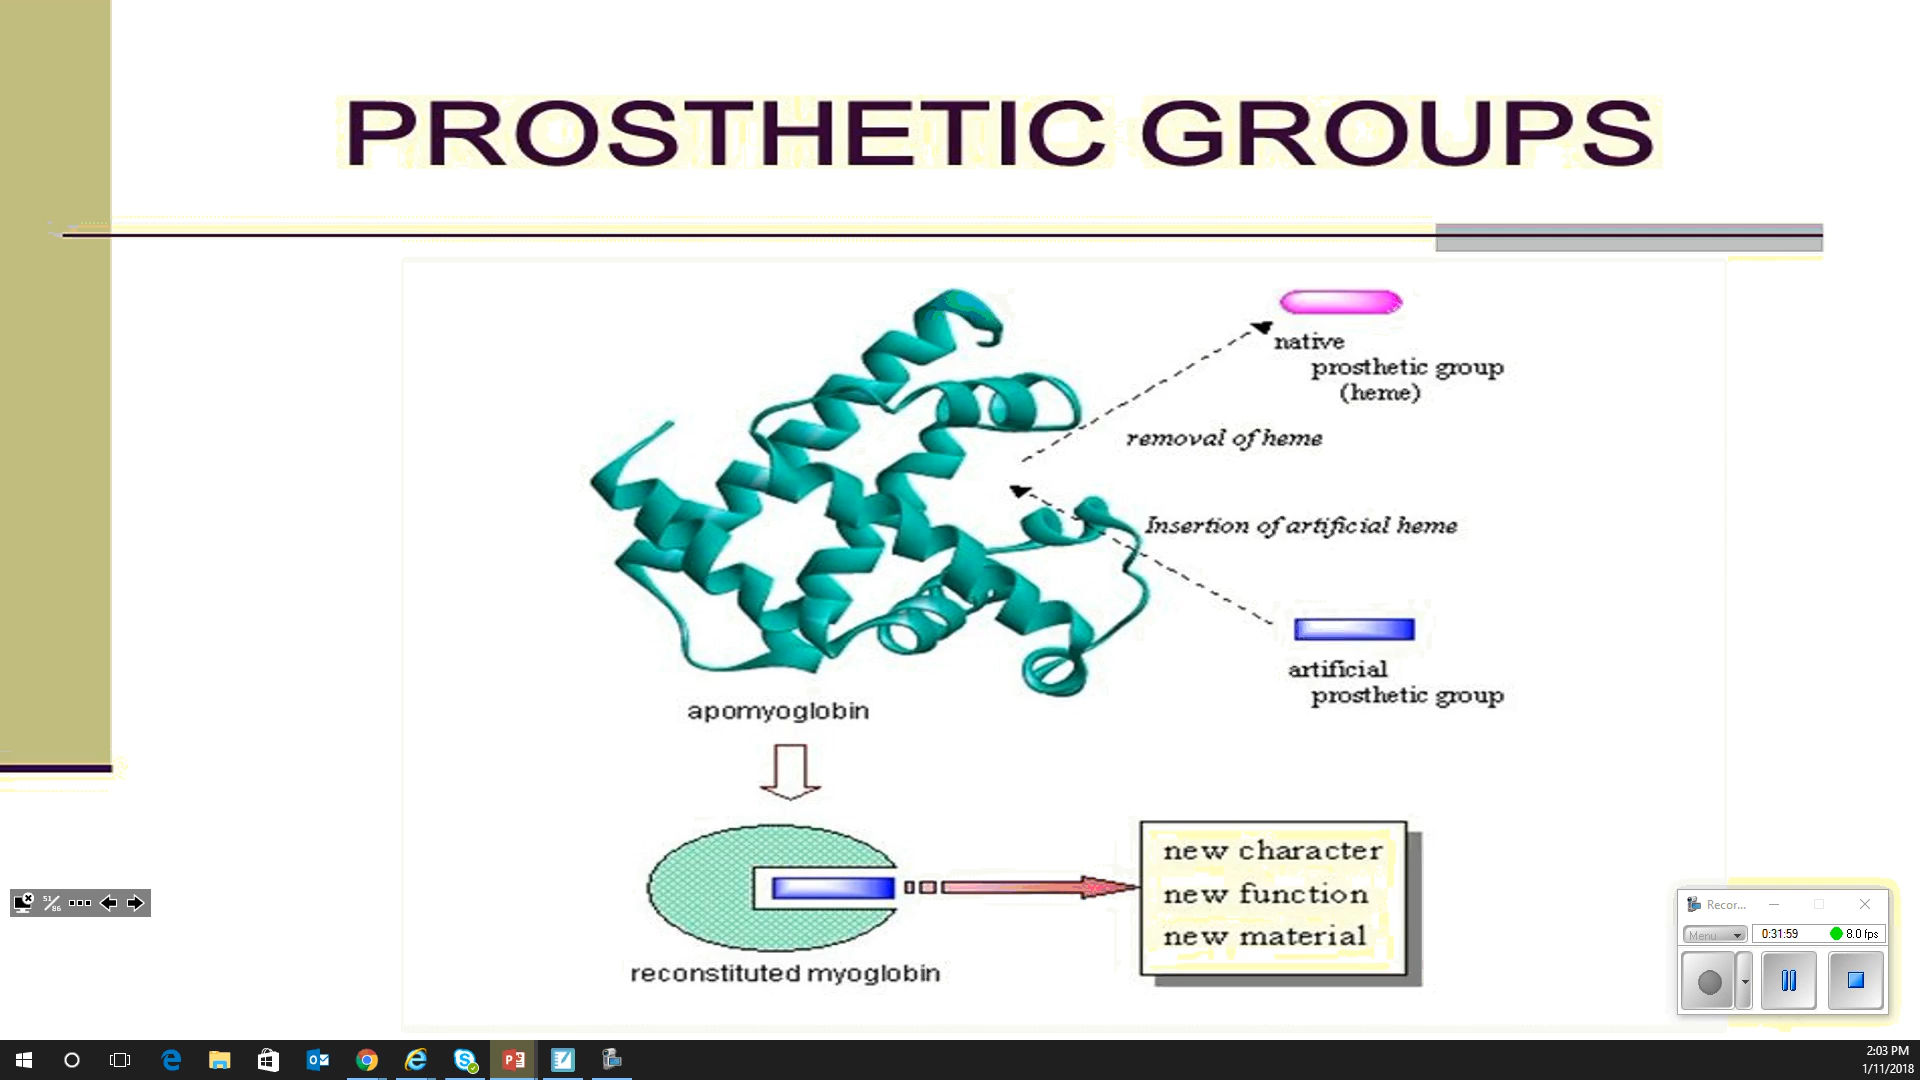 PROSTHETIC GROUPS
native
prosthetic group
(heme)
removal of heme
Insertion of artificial heme
artificial
prosthetic group
apomyoglobin
new character
new function
new material
reconstituted myoglobin
51/86
Recor...
Menu
0:31:59
8.0 fps
2:03 PM
1/11/2018